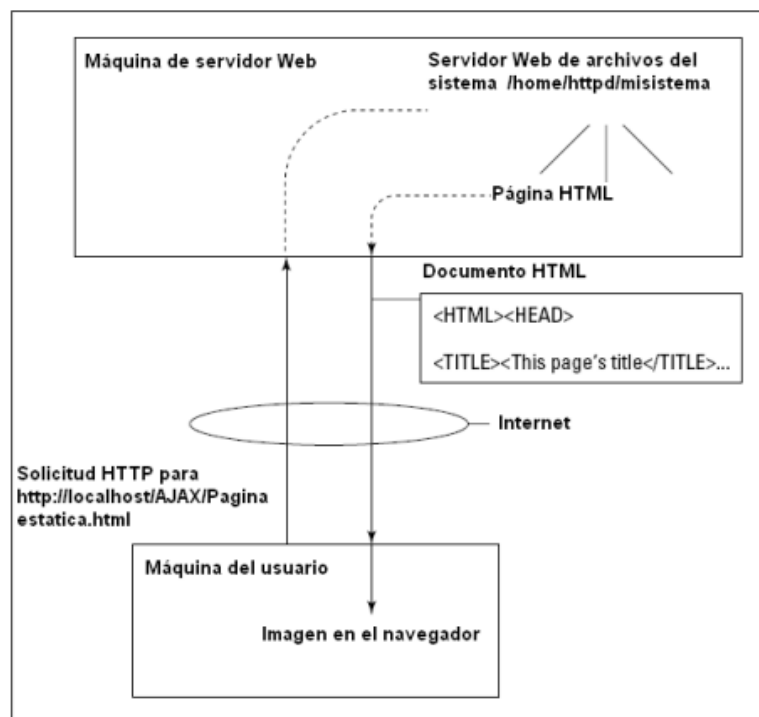 Máquina de servidor Web
Servidor Web de archivos del
sistema /home/httpd/misistema
Página HTML
Documento HTML
<HTML><HEAD>
<TITLE><This page's title</TITLE>...
Internet
Solicitud HTTP para
http://localhost/AJAX/Pagina
estatica.html
Máquina del usuario
Imagen en el navegador